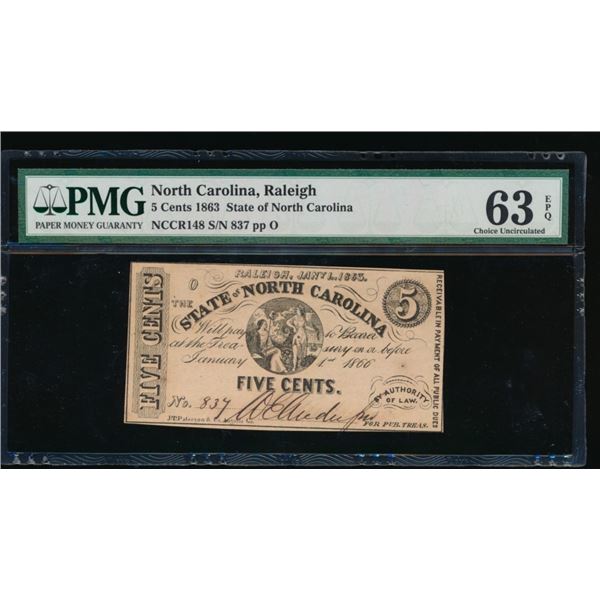 PMG
PAPER MONEY GUARANTY
North Carolina, Raleigh
5 Cents 1863 State of North Carolina
NCCR148 S/N 837 pp O
63 EPQ
Choice Uncirculated
FIVE CENTS
O
RALEIGH, JAN'Y 1, 1863.
THE
STATE OF NORTH CAROLINA
5
Will pay to Bearer
at the Treasury on or before
January 1st 1866
FIVE CENTS.
BY AUTHORITY
OF LAW.
No. 837
FOR PUB. TREAS.
RECEIVABLE IN PAYMENT OF ALL PUBLIC DUES